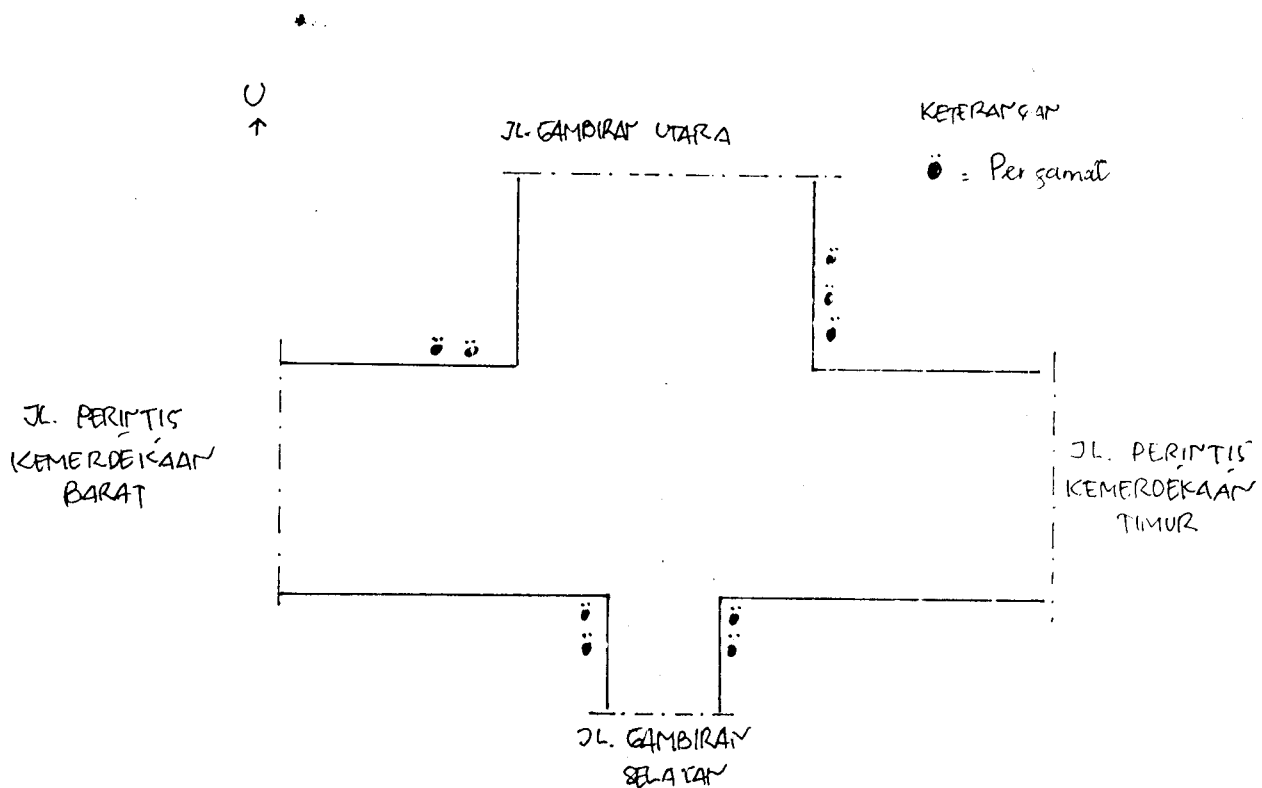 U
JL. GAMBIRAN UTARA
KETERANGAN
= Pengamat
JL. PERINTIS
KEMERDEKAAN
BARAT
JL. PERINTIS
KEMERDEKAAN
TIMUR
JL. GAMBIRAN
SELATAN